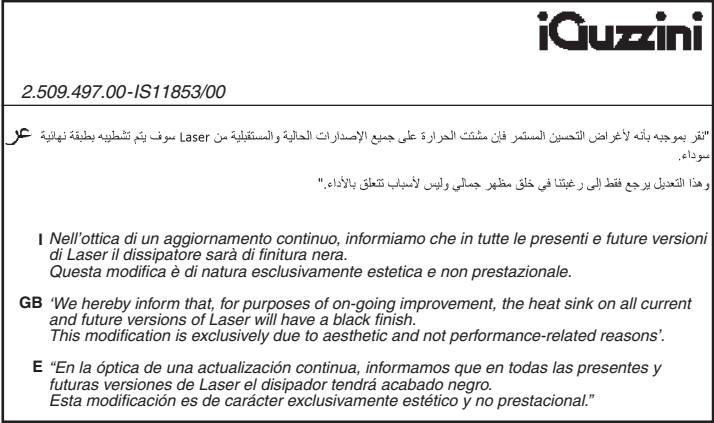 iGuzzini
2.509.497.00-IS11853/00
عر "نقر بموجبه بأنه لأغراض التحسين المستمر فإن مشتت الحرارة على جميع الإصدارات الحالية والمستقبلية من Laser سوف يتم تشطيبه بطبقة نهائية
سوداء.
وهذا التعديل يرجع فقط إلى رغبتنا في خلق مظهر جمالي وليس لأسباب تتعلق بالأداء."
I Nell'ottica di un aggiornamento continuo, informiamo che in tutte le presenti e future versioni
di Laser il dissipatore sarà di finitura nera.
Questa modifica è di natura esclusivamente estetica e non prestazionale.
GB 'We hereby inform that, for purposes of on-going improvement, the heat sink on all current
and future versions of Laser will have a black finish.
This modification is exclusively due to aesthetic and not performance-related reasons'.
E "En la óptica de una actualización continua, informamos que en todas las presentes y
futuras versiones de Laser el disipador tendrá acabado negro.
Esta modificación es de carácter exclusivamente estético y no prestacional."